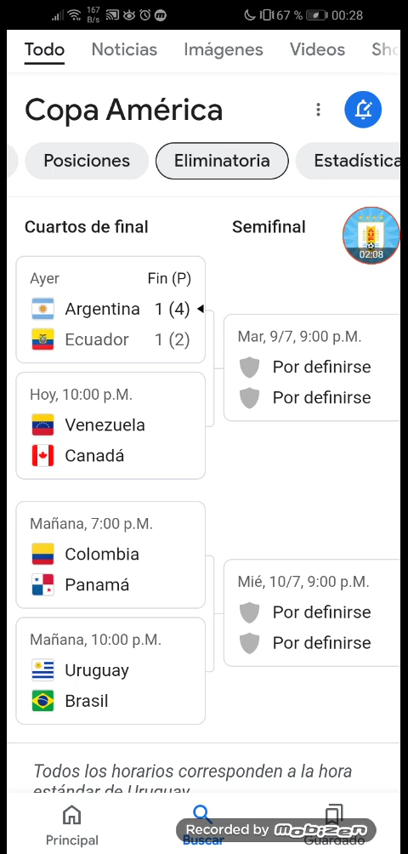 167 B/s 67 % 00:28
Todo Noticias Imágenes Videos Sho
Copa América
Posiciones Eliminatoria Estadística
Cuartos de final Semifinal
02:08
Ayer Fin (P)
Argentina 1 (4)
Ecuador 1 (2)
Mar, 9/7, 9:00 p.M.
Por definirse
Por definirse
Hoy, 10:00 p.M.
Venezuela
Canadá
Mañana, 7:00 p.M.
Colombia
Panamá
Mié, 10/7, 9:00 p.M.
Por definirse
Por definirse
Mañana, 10:00 p.M.
Uruguay
Brasil
Todos los horarios corresponden a la hora
estándar de Uruguay
Principal Buscar Guardado
Recorded by Mobizen